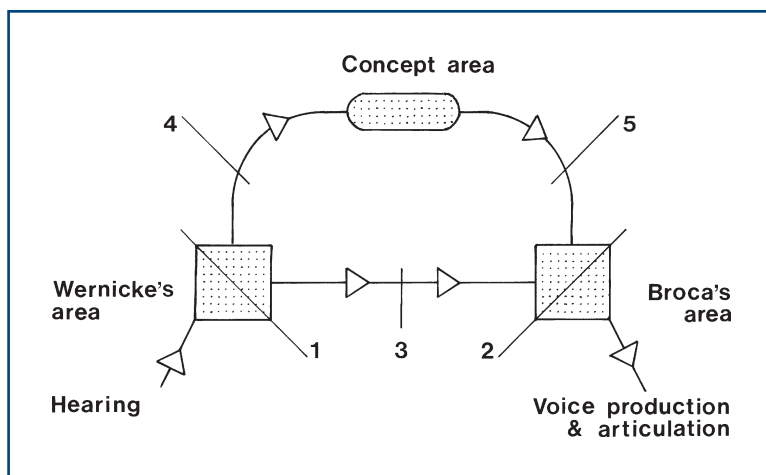 Concept area
4
5
Wernicke's
area
Broca's
area
1
3
2
Hearing
Voice production
& articulation